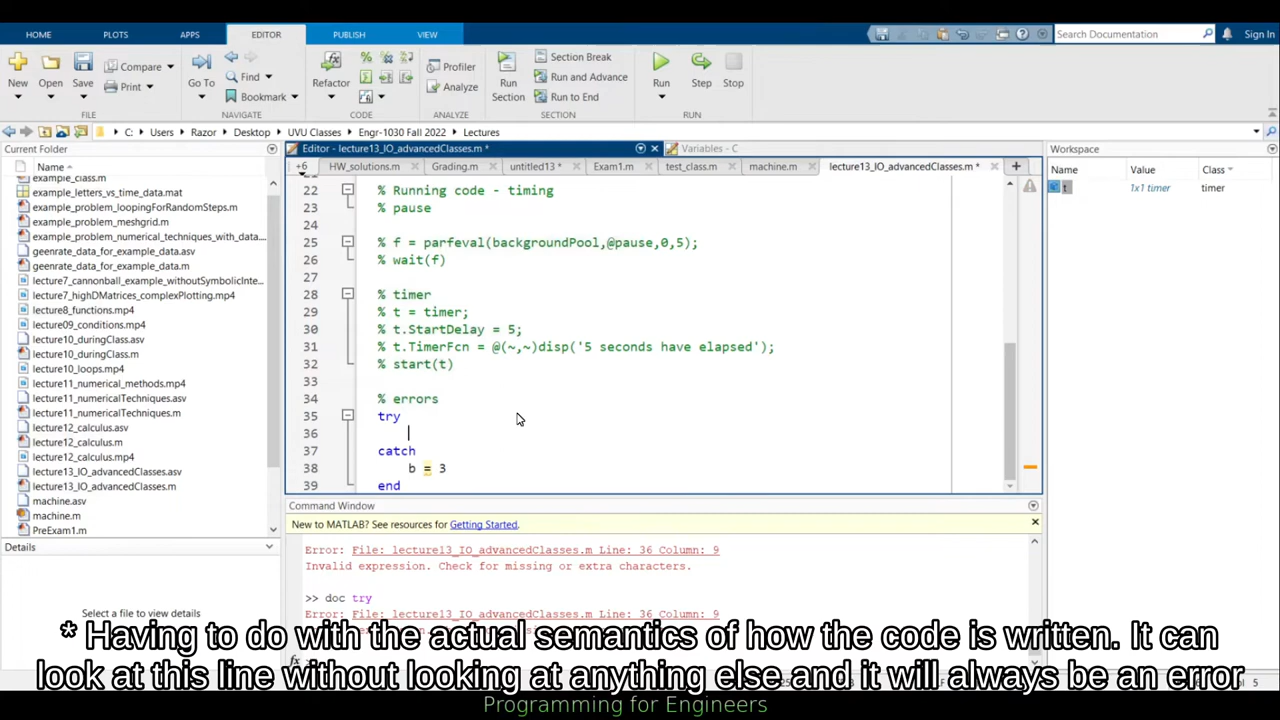 HOME
PLOTS
APPS
EDITOR
PUBLISH
VIEW
Search Documentation
Sign In
New
Open
Save
Compare
Print
Go To
Find
Bookmark
Refactor
Profiler
Analyze
Run
Section
Section Break
Run and Advance
Run to End
Run
Step
Stop
FILE
NAVIGATE
CODE
ANALYZE
SECTION
RUN
C: Users Razor Desktop UVU Classes Engr-1030 Fall 2022 Lectures
Current Folder
Name
example_class.m
example_letters_vs_time_data.mat
example_problem_loopingForRandomSteps.m
example_problem_meshgrid.m
example_problem_numerical_techniques_with_data...
geenrate_data_for_example_data.asv
geenrate_data_for_example_data.m
lecture7_cannonball_example_withoutSymbolicInte...
lecture7_highDMatrices_complexPlotting.mp4
lecture8_functions.mp4
lecture09_conditions.mp4
lecture10_duringClass.asv
lecture10_duringClass.m
lecture10_loops.mp4
lecture11_numerical_methods.mp4
lecture11_numericalTechniques.asv
lecture11_numericalTechniques.m
lecture12_calculus.asv
lecture12_calculus.m
lecture12_calculus.mp4
lecture13_IO_advancedClasses.asv
lecture13_IO_advancedClasses.m
machine.asv
machine.m
PreExam1.m
Details
Select a file to view details
Editor - lecture13_IO_advancedClasses.m *
Variables - C
+6
HW_solutions.m
Grading.m
untitled13 *
Exam1.m
test_class.m
machine.m
lecture13_IO_advancedClasses.m *
22 % Running code - timing
23 % pause
24
25 % f = parfeval(backgroundPool,@pause,0,5);
26 % wait(f)
27
28 % timer
29 % t = timer;
30 % t.StartDelay = 5;
31 % t.TimerFcn = @(~,~)disp('5 seconds have elapsed');
32 % start(t)
33
34 % errors
35 try
36
37 catch
38 b = 3
39 end
Command Window
New to MATLAB? See resources for Getting Started.
Error: File: lecture13_IO_advancedClasses.m Line: 36 Column: 9
Invalid expression. Check for missing or extra characters.
>> doc try
Error: File: lecture13_IO_advancedClasses.m Line: 36 Column: 9
fx
Workspace
Name Value Class
t 1x1 timer timer
* Having to do with the actual semantics of how the code is written. It can
look at this line without looking at anything else and it will always be an error
5
Programming for Engineers